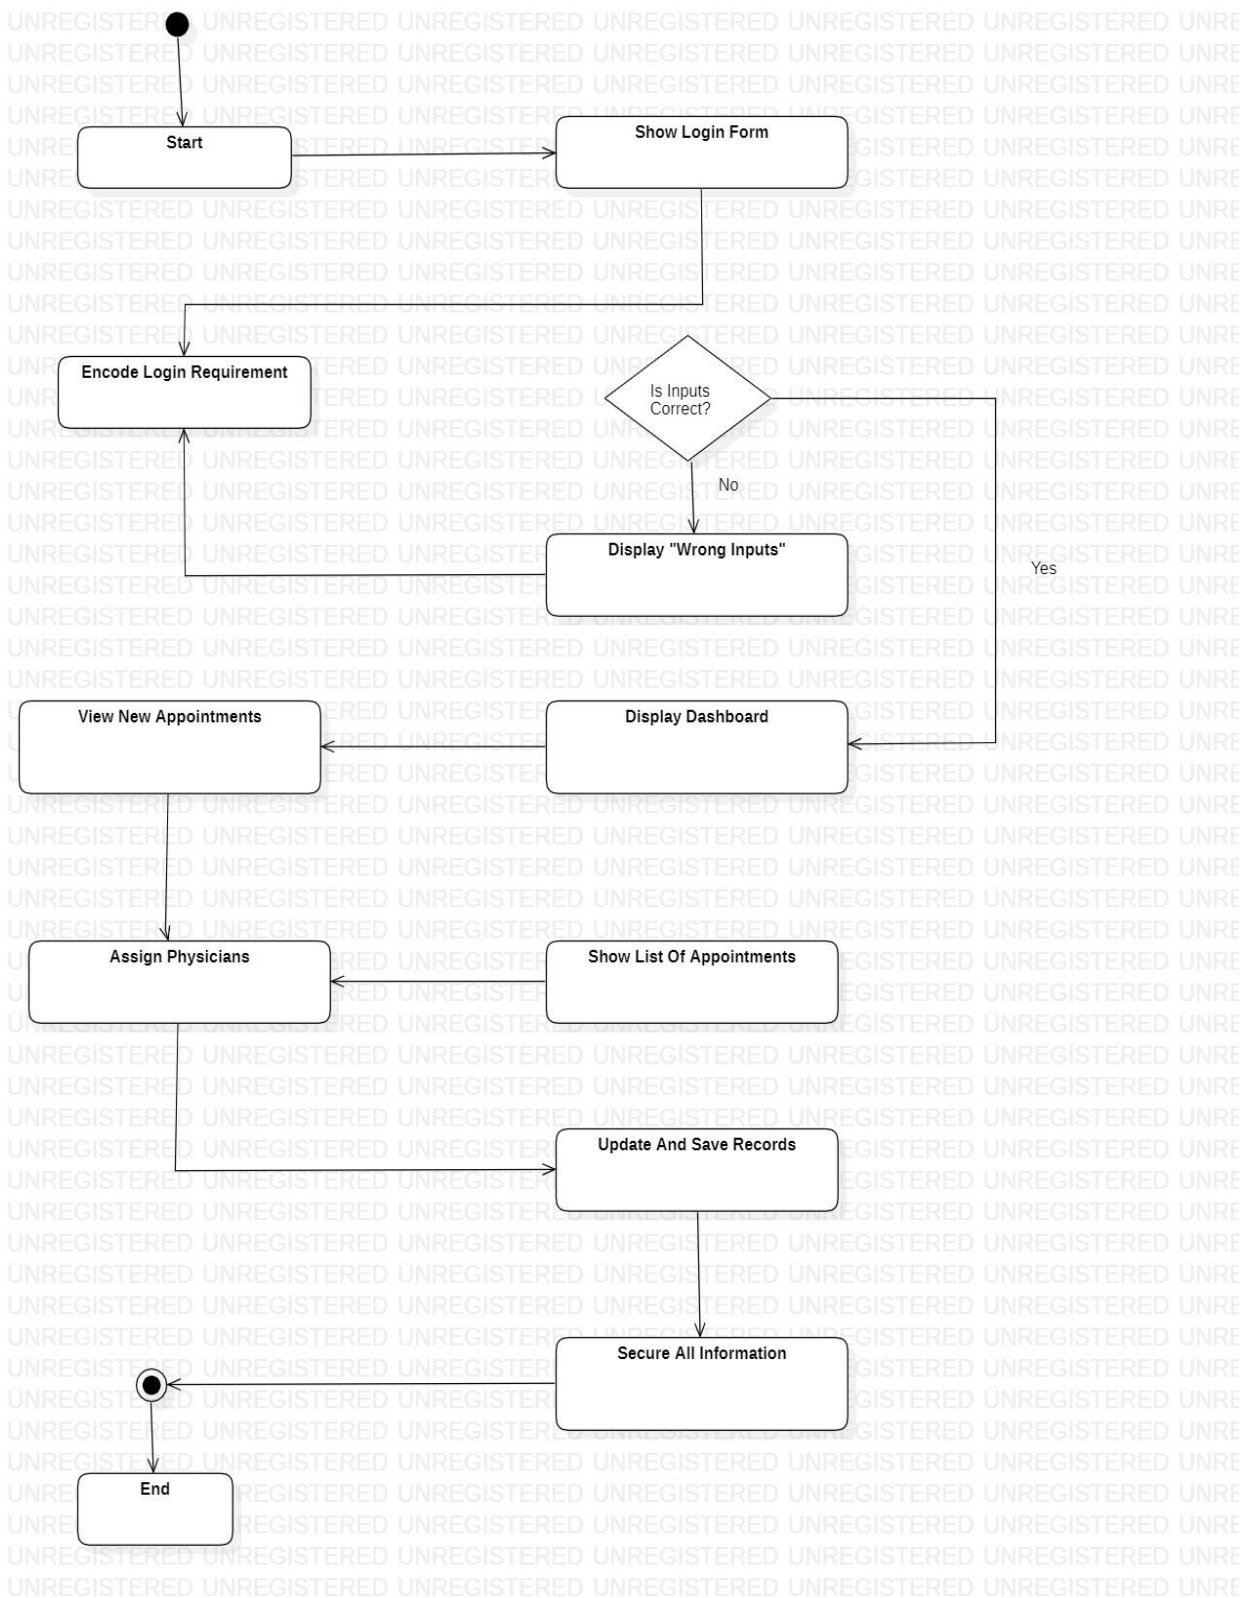 Start
Show Login Form
Encode Login Requirement
Is Inputs
Correct?
No
Display "Wrong Inputs"
Yes
View New Appointments
Display Dashboard
Assign Physicians
Show List Of Appointments
Update And Save Records
Secure All Information
End
UNREGISTERED